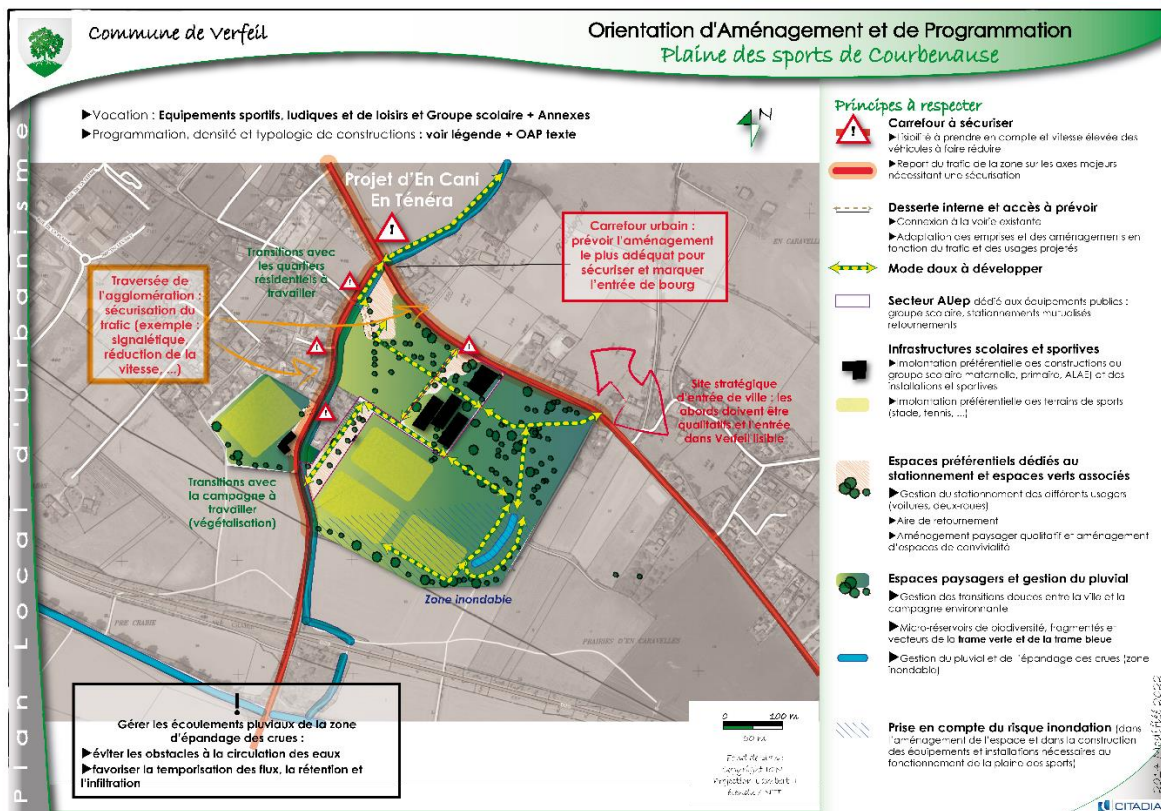 Commune de Verfeil
Orientation d'Aménagement et de Programmation
Plaine des sports de Courbenause
Plan Local d'Urbanisme
▶Vocation : Equipements sportifs, ludiques et de loisirs et Groupe scolaire + Annexes
▶Programmation, densité et typologie de constructions : voir légende + OAP texte
N
Projet d'En Cani
En Ténéra
Transitions avec
les quartiers
résidentiels à
travailler
Carrefour urbain :
prévoir l'aménagement
le plus adéquat pour
sécuriser et marquer
l'entrée de bourg
Traversée de
l'agglomération :
sécurisation du
trafic (exemple :
signalétique,
réduction de la
vitesse, ...)
Site stratégique
d'entrée de ville : les
abords doivent être
qualitatifs et l'entrée
dans Verfeil lisible
Transitions avec
la campagne à
travailler
(végétalisation)
Zone inondable
PRAIRIES D'EN CARAVELLES
!
Gérer les écoulements pluviaux de la zone
d'épandage des crues :
▶éviter les obstacles à la circulation des eaux
▶favoriser la temporisation des flux, la rétention et
l'infiltration
0 100 m
50 m
Principes à respecter
Carrefour à sécuriser
▶Lisibilité à prendre en compte et vitesse élevée des
véhicules à faire réduire
▶Report du trafic de la zone sur les axes majeurs
nécessitant une sécurisation
Desserte interne et accès à prévoir
▶Connexion à la voirie existante
▶Adaptation des emprises et des aménagements en
fonction du trafic et des usages projetés
Mode doux à développer
Secteur AUep dédié aux équipements publics :
groupe scolaire, stationnements mutualisés
retournements
Infrastructures scolaires et sportives
▶Implantation préférentielle des constructions du
groupe scolaire maternelle, primaire, ALAE) et des
installations et sportives
▶Implantation préférentielle des terrains de sports
(stade, tennis, ...)
Espaces préférentiels dédiés au
stationnement et espaces verts associés
▶Gestion du stationnement des différents usagers
(voitures, deux-roues)
▶Aire de retournement
▶Aménagement paysager qualitatif et aménagement
d'espaces de convivialité
Espaces paysagers et gestion du pluvial
▶Gestion des transitions douces entre la ville et la
campagne environnante
▶Micro-réservoirs de biodiversité, fragmentés et
vecteurs de la trame verte et de la trame bleue
▶Gestion du pluvial et de l'épandage des crues (zone
inondable)
Prise en compte du risque inondation (dans
l'aménagement de l'espace et dans la construction
des équipements et installations nécessaires au
fonctionnement de la plaine des sports)
2014 Modifiée 2022
CITADIA